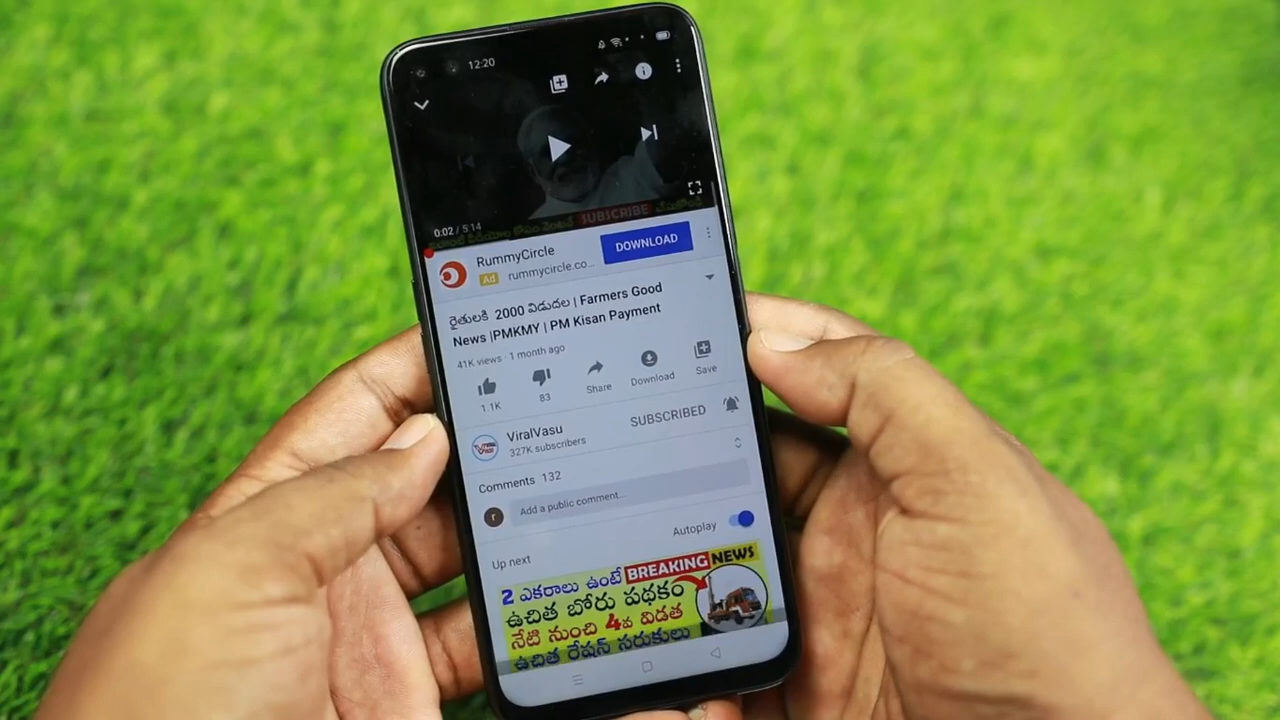 12:20
SUBSCRIBE చేసుకోండి
0:02 / 5:14
RummyCircle
Ad rummycircle.co...
DOWNLOAD
రైతులకి 2000 విడుదల | Farmers Good
News |PMKMY | PM Kisan Payment
41K views · 1 month ago
1.1K
83
Share
Download
Save
ViralVasu
327K subscribers
SUBSCRIBED
Comments 132
r
Add a public comment...
Autoplay
Up next
2 ఎకరాలు ఉంటే BREAKING NEWS
ఉచిత బోరు పథకం
నేటి నుంచి 4వ విడత
ఉచిత రేషన్ సరుకులు